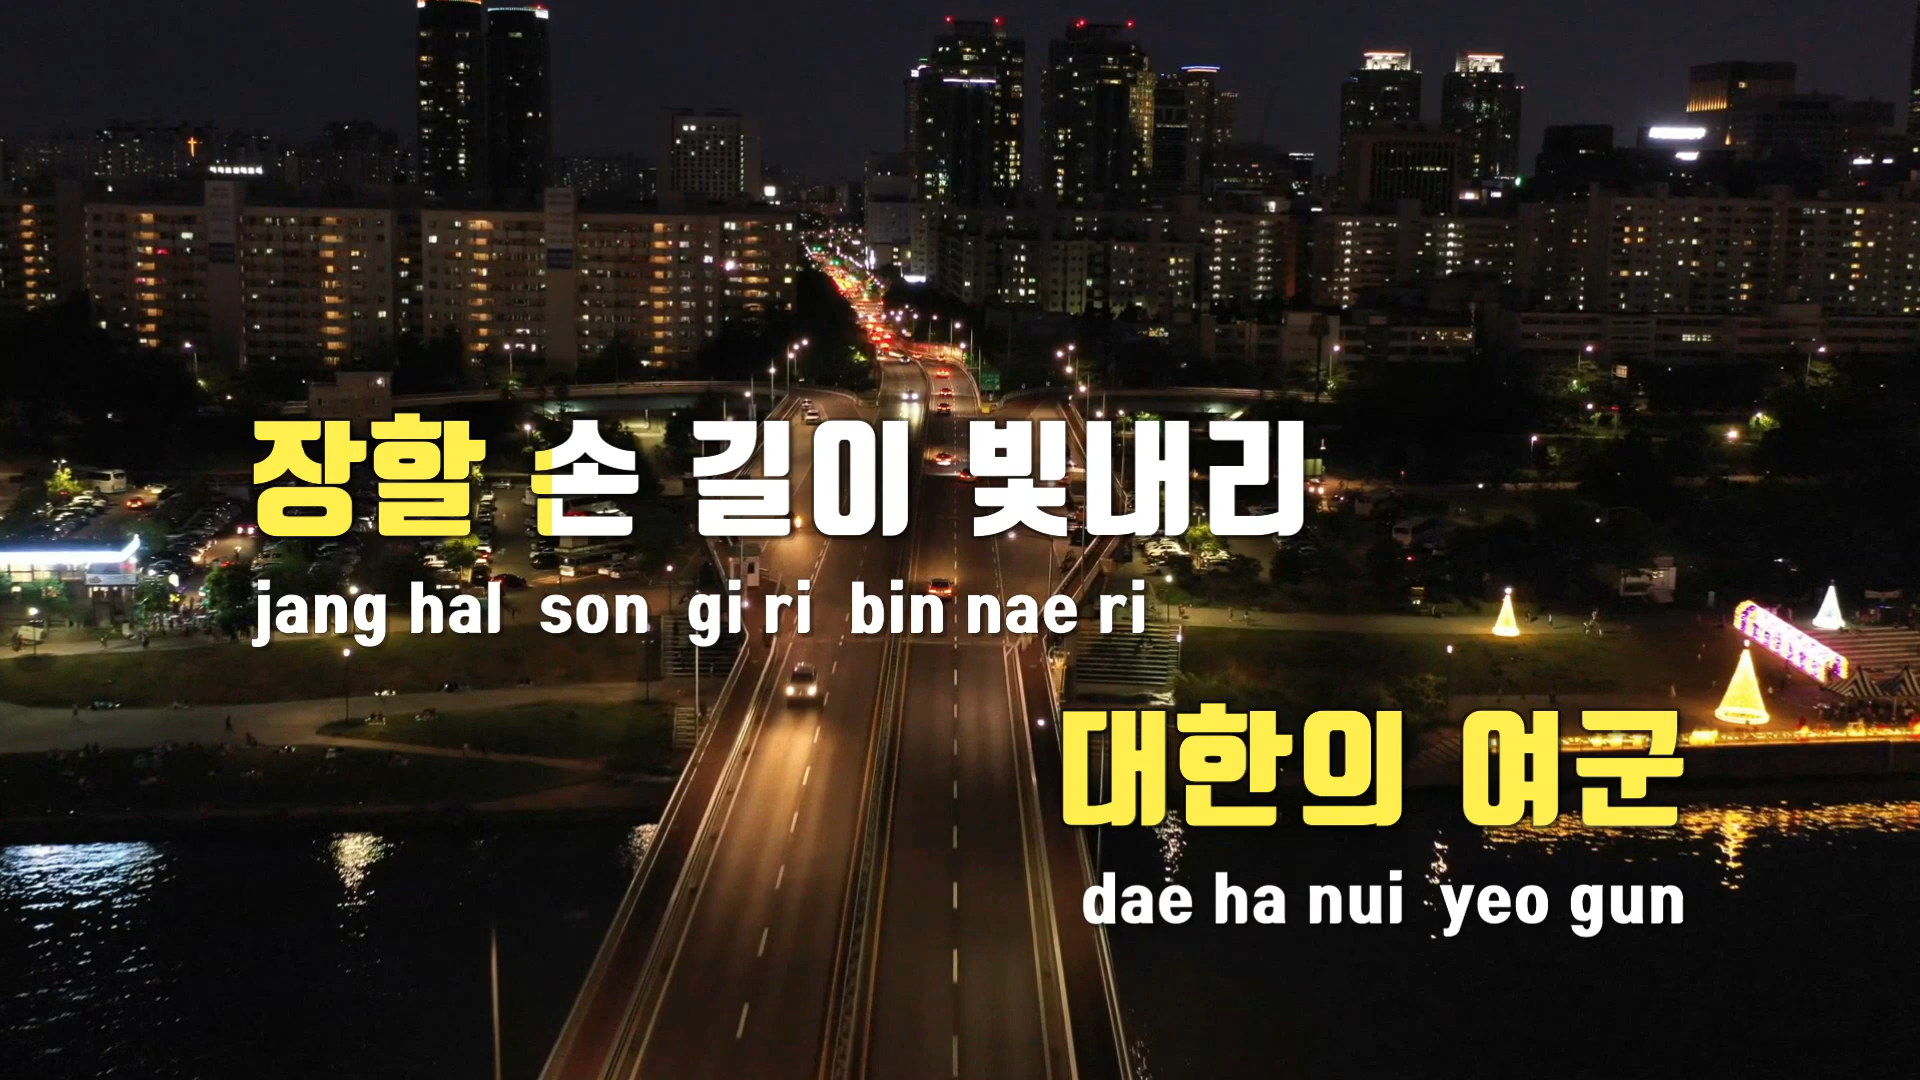 장할 손 길이 빛내리
jang hal son gi ri bin nae ri
대한의 여군
dae ha nui yeo gun